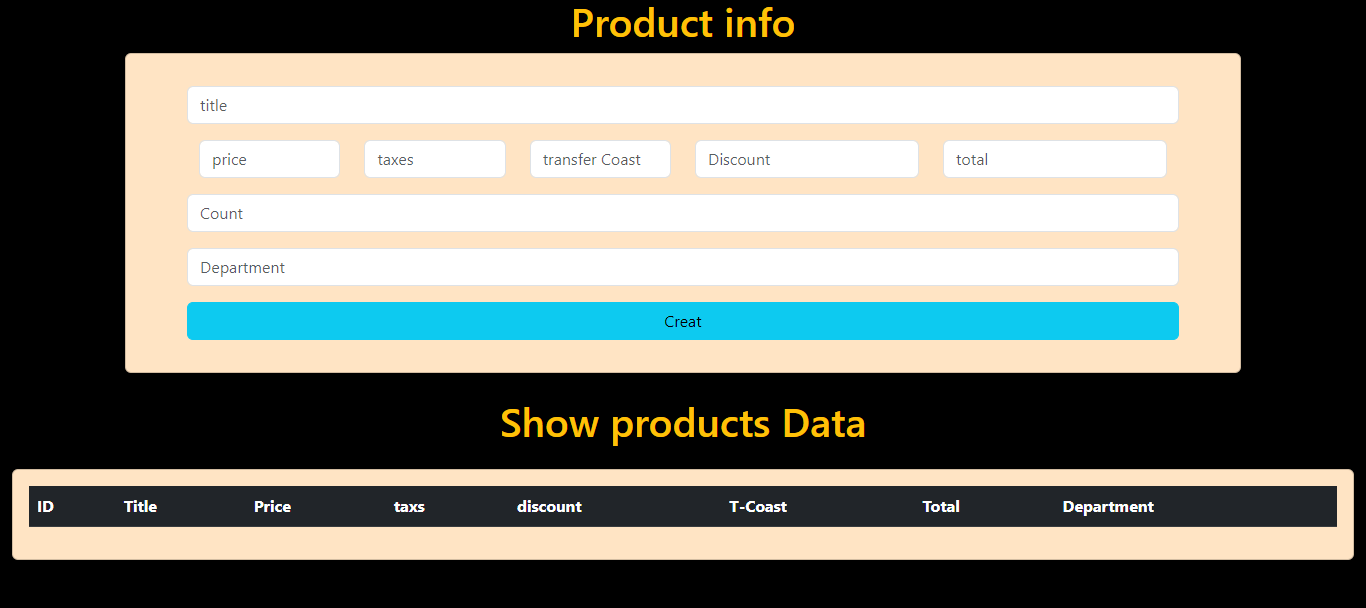 Product info
title
price taxes transfer Coast Discount total
Count
Department
Creat
Show products Data
ID Title Price taxs discount T-Coast Total Department